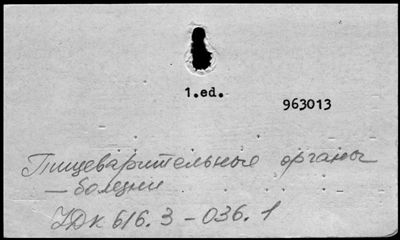 1.ed.
963013
Пищеварительные органы
— болезни
УДК 616.3-036.1